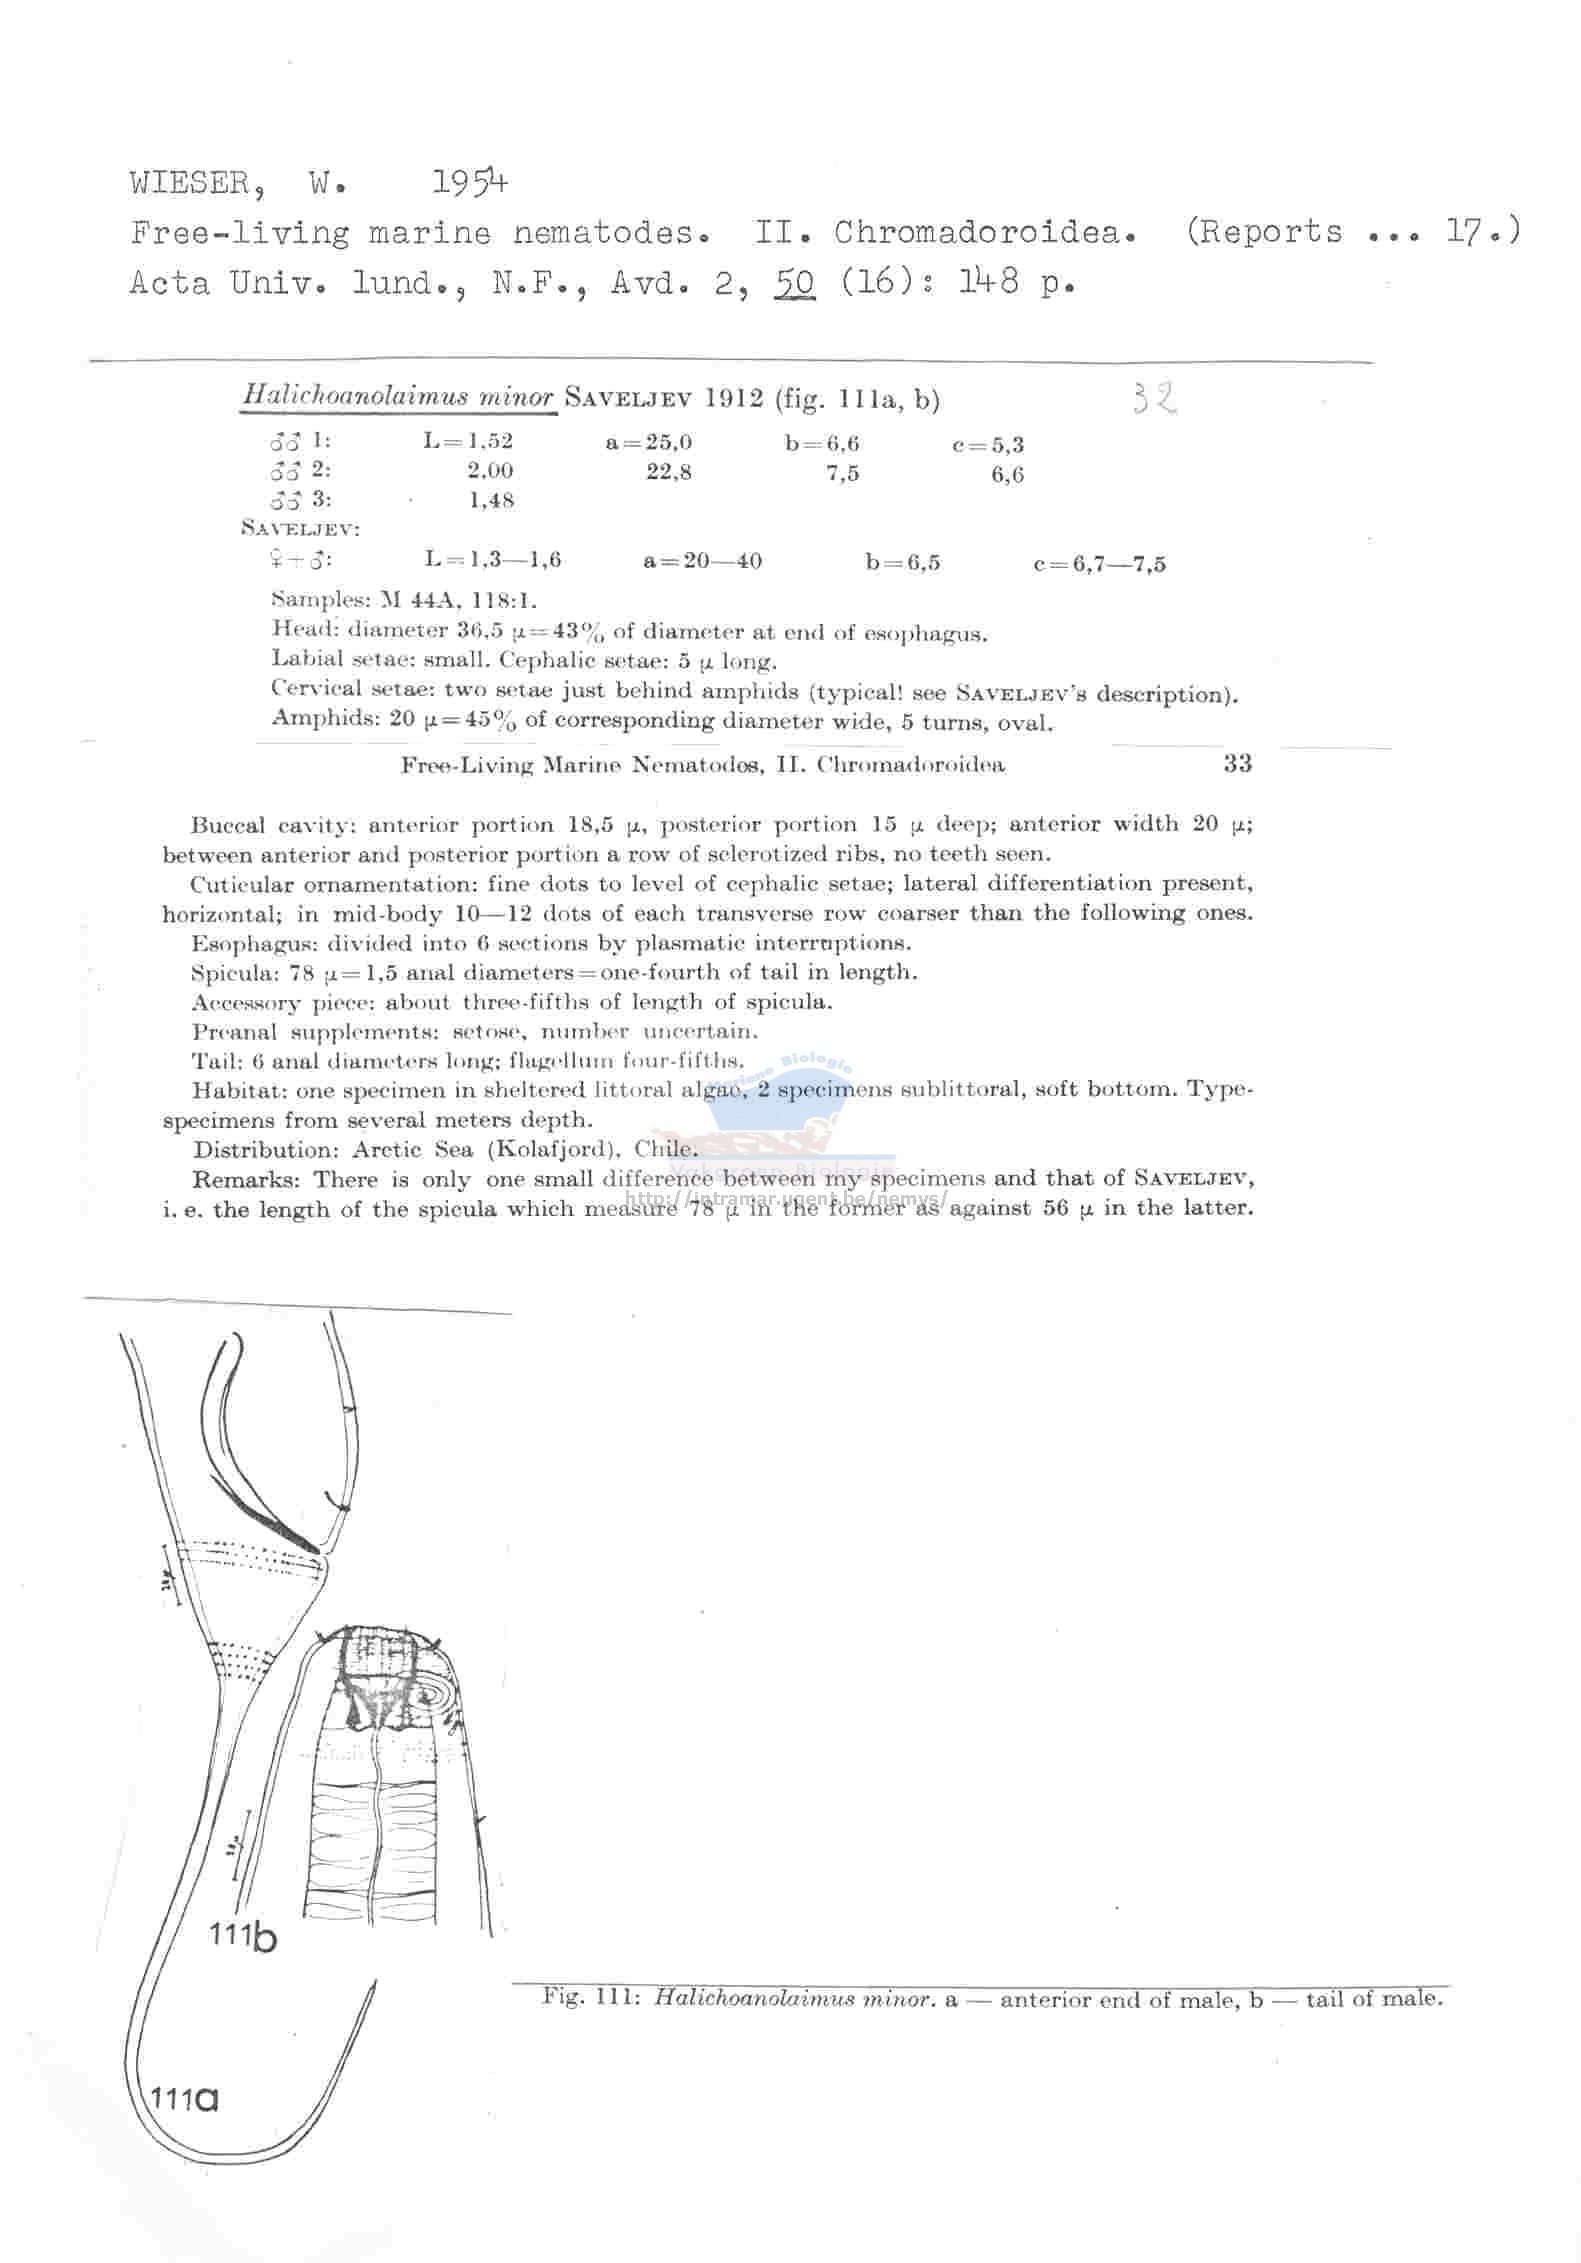 WIESER, W. 1954
Free-living marine nematodes. II. Chromadoroidea. (Reports ... 17.)
Acta Univ. lund., N.F., Avd. 2, 50 (16): 148 p.
Halichoanolaimus minor SAVELJEV 1912 (fig. 111a, b) 32
♂♂ 1: L=1,52 a=25,0 b=6,6 c=5,3
♂♂ 2: 2,00 22,8 7,5 6,6
♂♂ 3: 1,48
SAVELJEV:
♀+♂: L=1,3—1,6 a=20—40 b=6,5 c=6,7—7,5
Samples: M 44A, 118:I.
Head: diameter 36,5 μ=43% of diameter at end of esophagus.
Labial setae: small. Cephalic setae: 5 μ long.
Cervical setae: two setae just behind amphids (typical! see SAVELJEV's description).
Amphids: 20 μ=45% of corresponding diameter wide, 5 turns, oval.
Free-Living Marine Nematodes, II. Chromadoroidea 33
Buccal cavity: anterior portion 18,5 μ, posterior portion 15 μ deep; anterior width 20 μ;
between anterior and posterior portion a row of sclerotized ribs, no teeth seen.
Cuticular ornamentation: fine dots to level of cephalic setae; lateral differentiation present,
horizontal; in mid-body 10—12 dots of each transverse row coarser than the following ones.
Esophagus: divided into 6 sections by plasmatic interruptions.
Spicula: 78 μ=1,5 anal diameters=one-fourth of tail in length.
Accessory piece: about three-fifths of length of spicula.
Preanal supplements: setose, number uncertain.
Tail: 6 anal diameters long; flagellum four-fifths.
Habitat: one specimen in sheltered littoral algae, 2 specimens sublittoral, soft bottom. Type-
specimens from several meters depth.
Distribution: Arctic Sea (Kolafjord), Chile.
Remarks: There is only one small difference between my specimens and that of SAVELJEV,
i. e. the length of the spicula which measure 78 μ in the former as against 56 μ in the latter.
Mariene Biologie
Vakgroep Biologie
http://intramar.ugent.be/nemys/
111b
Fig. 111: Halichoanolaimus minor. a — anterior end of male, b — tail of male.
111a